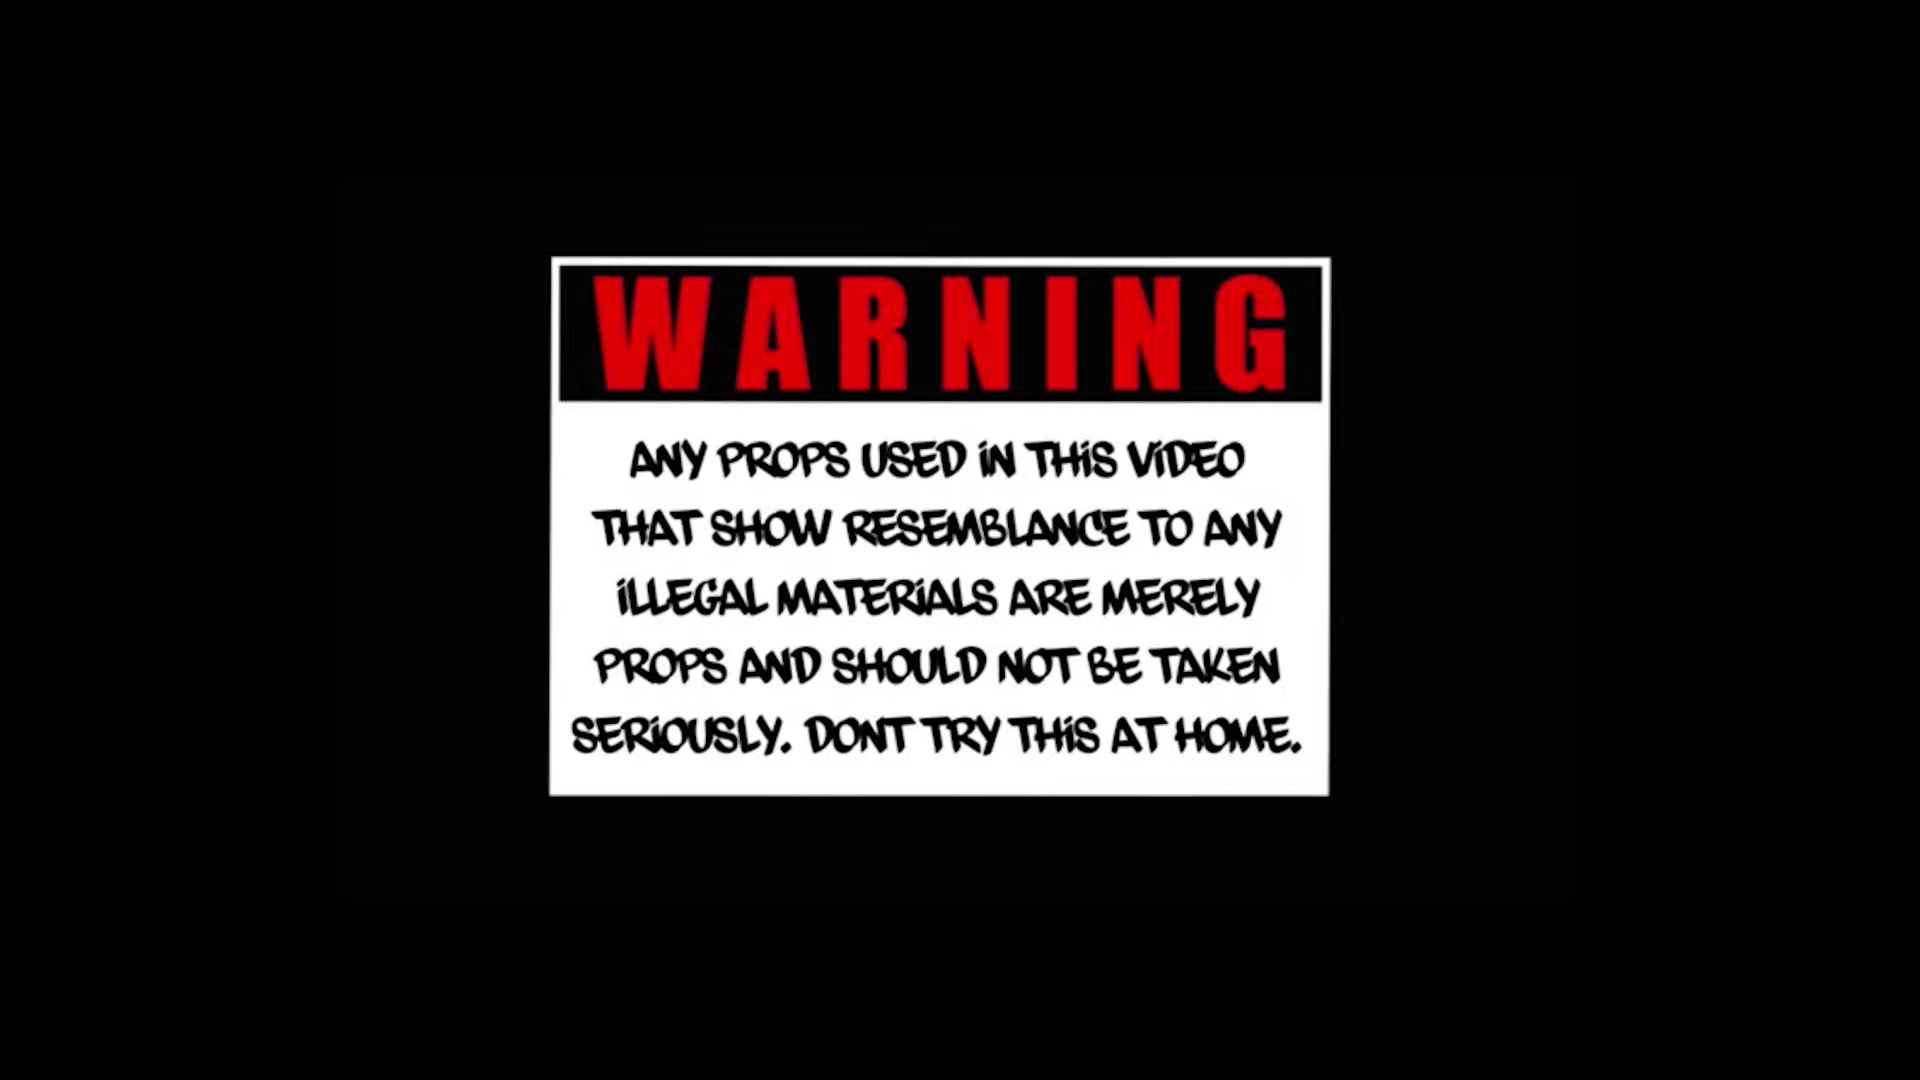 WARNING
ANY PROPS USED iN THiS ViDEO
THAT SHOW RESEMBLANCE TO ANY
iLLEGAL MATERiALS ARE MERELY
PROPS AND SHOULD NOT BE TAKEN
SERiOUSLY. DONT TRY THiS AT HOME.